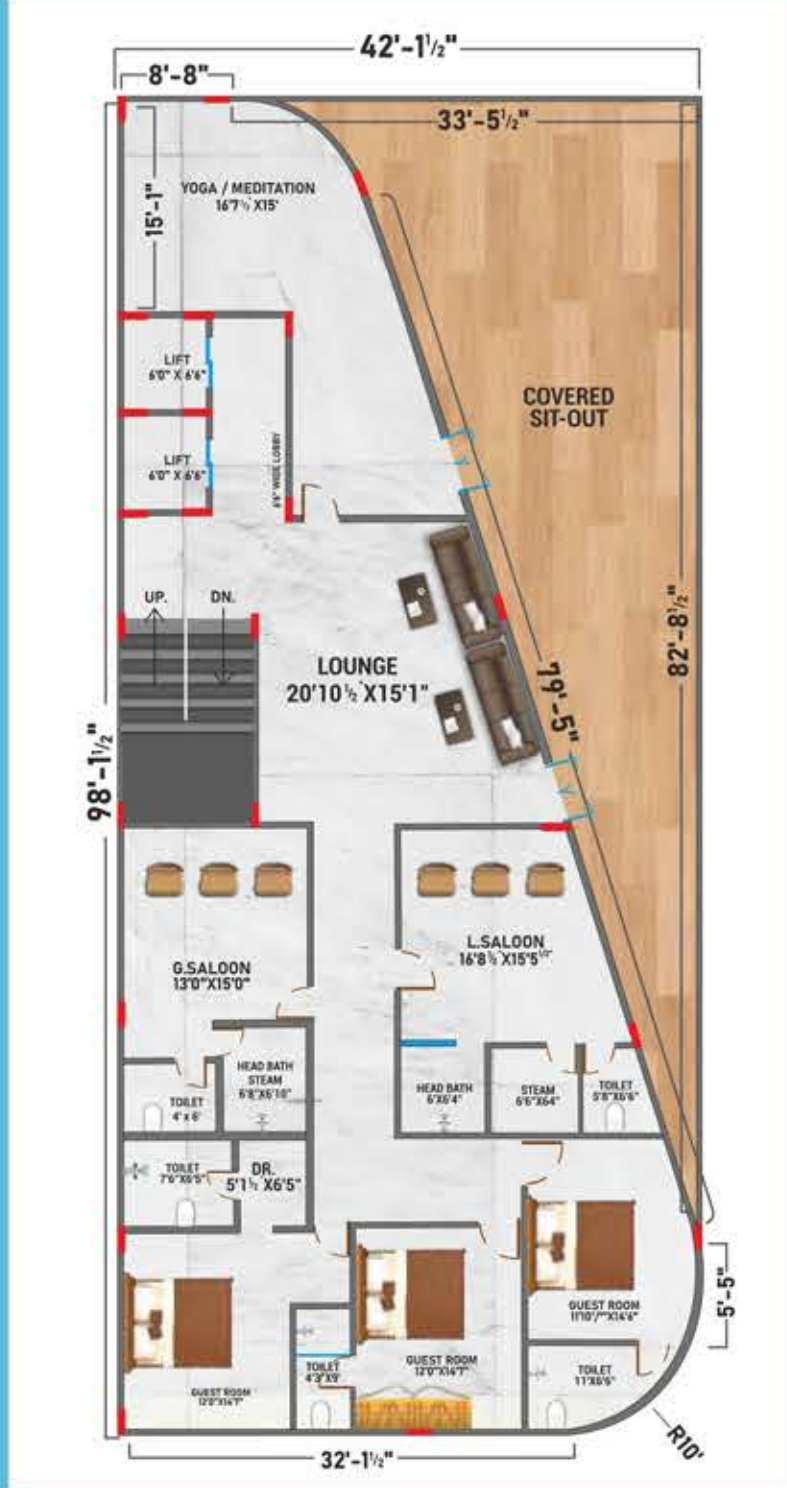 42'-1½"
8'-8"
33'-5½"
YOGA / MEDITATION
16'7½"X15'
15'-1"
LIFT
6'0" X 6'6"
COVERED
SIT-OUT
LIFT
6'0" X 6'6"
6'6" WIDE LOBBY
UP.
DN.
LOUNGE
20'10½"X15'1"
79'-5"
82'-8½"
98'-1½"
G.SALOON
13'0"X15'0"
L.SALOON
16'8½"X15'5½"
HEAD BATH
STEAM
6'8"X6'10"
TOILET
4' x 6'
HEAD BATH
6'X6'4"
STEAM
6'6"X64"
TOILET
5'8"X6'6"
TOILET
7'6"X6'5"
DR.
5'1½"X6'5"
GUEST ROOM
12'0"X14'7"
TOILET
4'3"X9'
GUEST ROOM
12'0"X14'7"
GUEST ROOM
11'10/""X14'6"
TOILET
11'X6'6"
5'-5"
R10'
32'-1½"